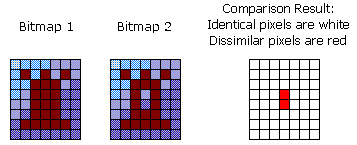 Bitmap 1
Bitmap 2
Comparison Result:
Identical pixels are white
Dissimilar pixels are red